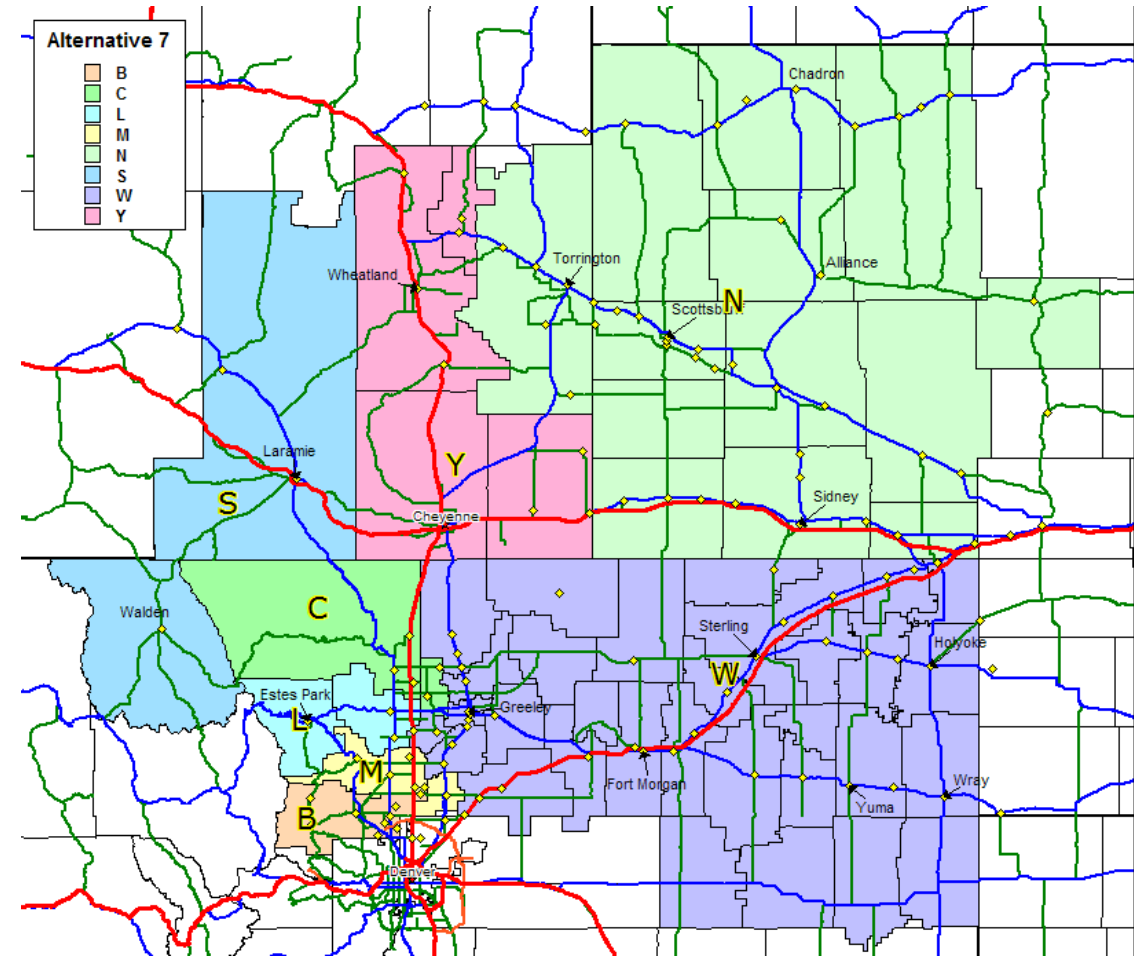 Alternative 7
B
C
L
M
N
S
W
Y
Chadron
Torrington
Alliance
Wheatland
N
Laramie
Y
S
Sidney
Cheyenne
C
Walden
Sterling
Holyoke
W
Estes Park
L
Greeley
M
Fort Morgan
Wray
Yuma
B
Denver